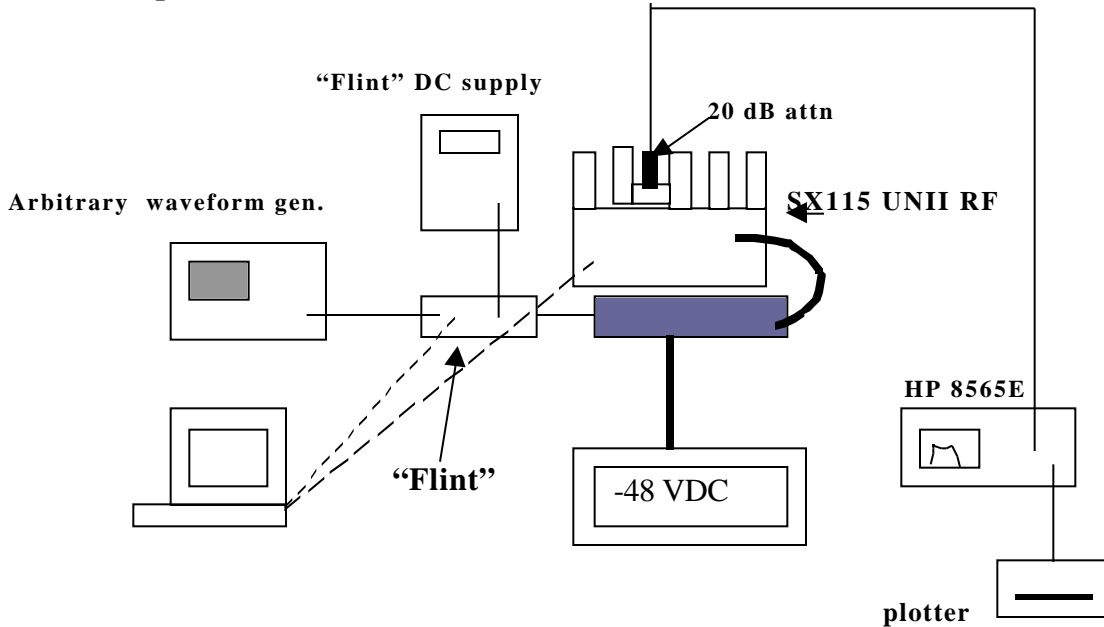 “Flint” DC supply
20 dB attn
Arbitrary waveform gen.
SX115 UNII RF
HP 8565E
“Flint”
-48 VDC
plotter